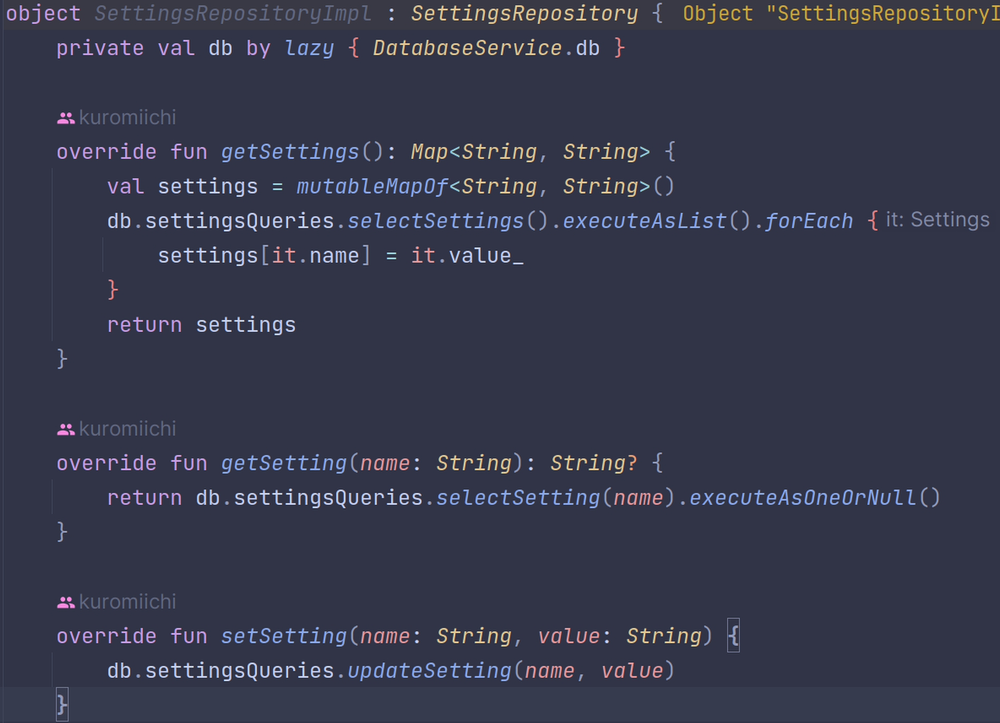 object SettingsRepositoryImpl : SettingsRepository { Object "SettingsRepositoryI
private val db by lazy { DatabaseService.db }
kuromiichi
override fun getSettings(): Map<String, String> {
val settings = mutableMapOf<String, String>()
db.settingsQueries.selectSettings().executeAsList().forEach { it: Settings
settings[it.name] = it.value_
}
return settings
}
kuromiichi
override fun getSetting(name: String): String? {
return db.settingsQueries.selectSetting(name).executeAsOneOrNull()
}
kuromiichi
override fun setSetting(name: String, value: String) {
db.settingsQueries.updateSetting(name, value)
}